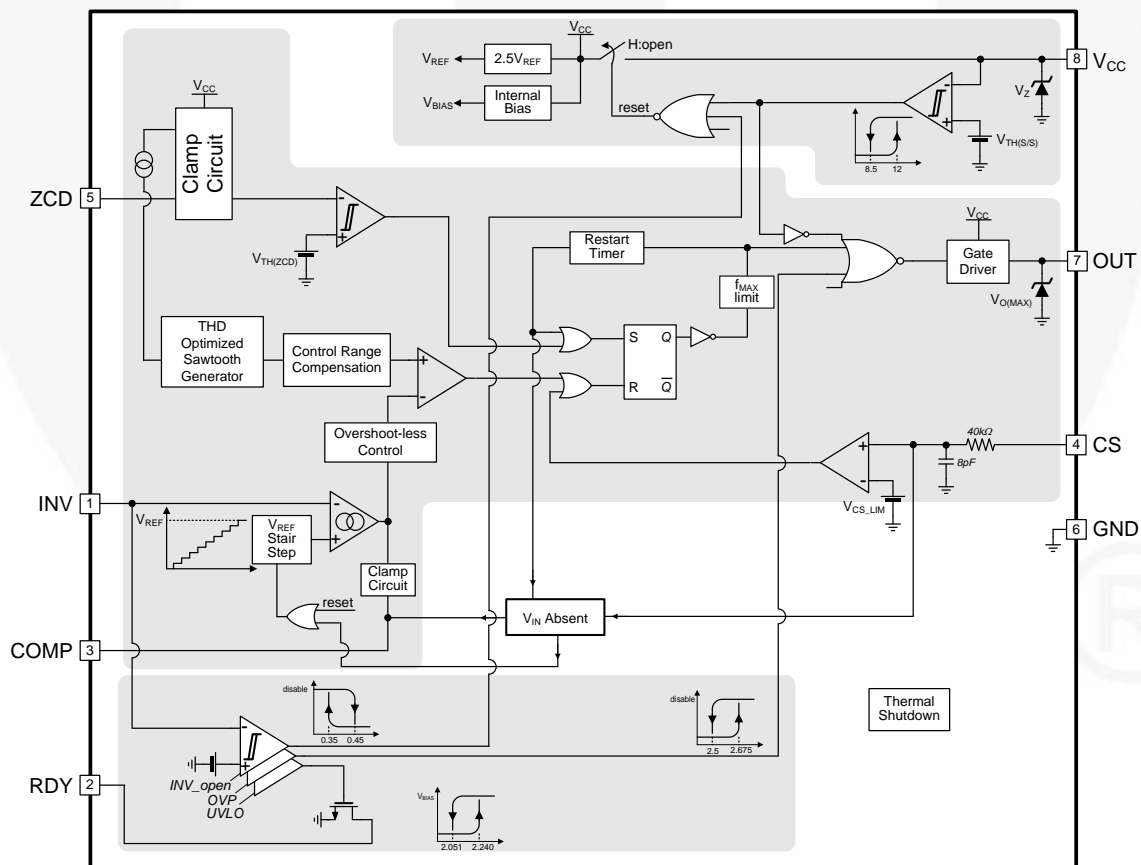 VCC
H:open
VREF
2.5VREF
8
VCC
VZ
VBIAS
Internal
Bias
reset
VTH(S/S)
8.5
12
VCC
Clamp
Circuit
ZCD
5
VTH(ZCD)
Restart
Timer
VCC
Gate
Driver
7
OUT
VO(MAX)
fMAX
limit
THD
Optimized
Sawtooth
Generator
Control Range
Compensation
S
Q
R
Q
Overshoot-less
Control
40kΩ
4
CS
8pF
VCS_LIM
INV
1
VREF
VREF
Stair
Step
6
GND
Clamp
Circuit
reset
VIN Absent
COMP
3
disable
0.35
0.45
disable
2.5
2.675
Thermal
Shutdown
RDY
2
INV_open
OVP
UVLO
VBIAS
2.051
2.240
R